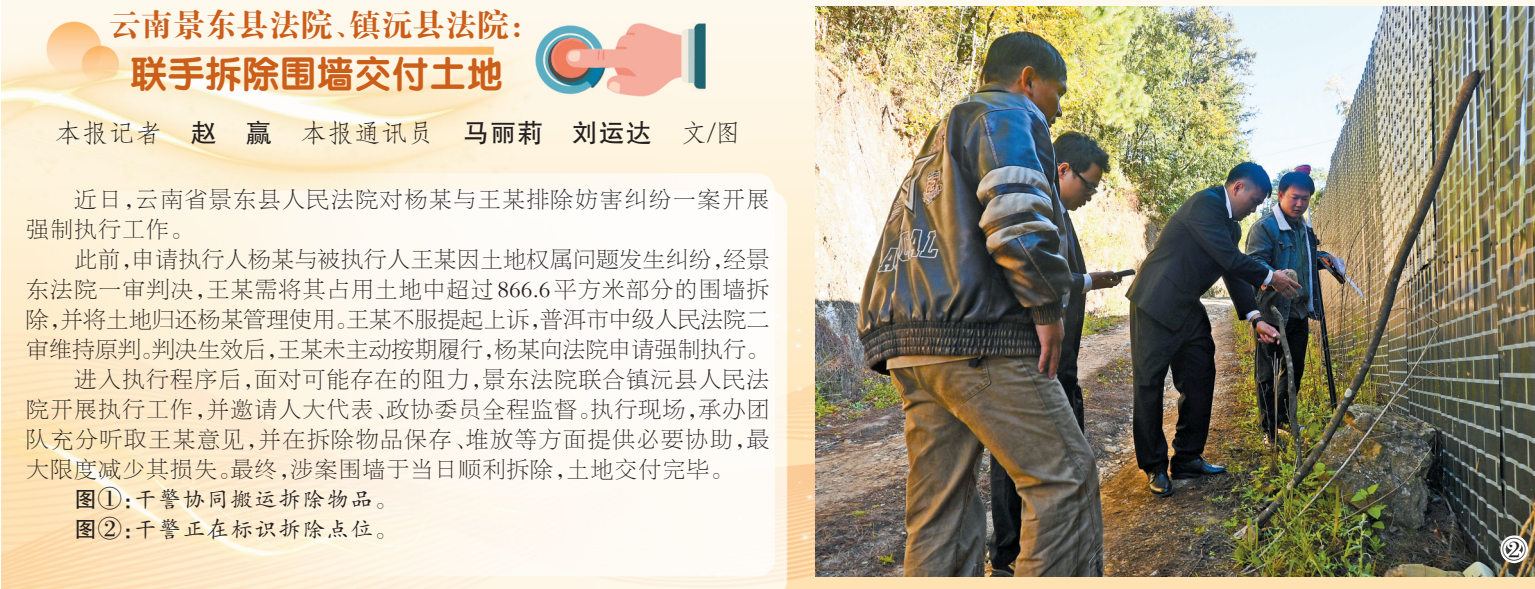 云南景东县法院、镇沅县法院:
联手拆除围墙交付土地
本报记者 赵 赢 本报通讯员 马丽莉 刘运达 文/图
近日,云南省景东县人民法院对杨某与王某排除妨害纠纷一案开展
强制执行工作。
此前,申请执行人杨某与被执行人王某因土地权属问题发生纠纷,经景
东法院一审判决,王某需将其占用土地中超过866.6平方米部分的围墙拆
除,并将土地归还杨某管理使用。王某不服提起上诉,普洱市中级人民法院二
审维持原判。判决生效后,王某未主动按期履行,杨某向法院申请强制执行。
进入执行程序后,面对可能存在的阻力,景东法院联合镇沅县人民法
院开展执行工作,并邀请人大代表、政协委员全程监督。执行现场,承办团
队充分听取王某意见,并在拆除物品保存、堆放等方面提供必要协助,最
大限度减少其损失。最终,涉案围墙于当日顺利拆除,土地交付完毕。
图①:干警协同搬运拆除物品。
图②:干警正在标识拆除点位。
②